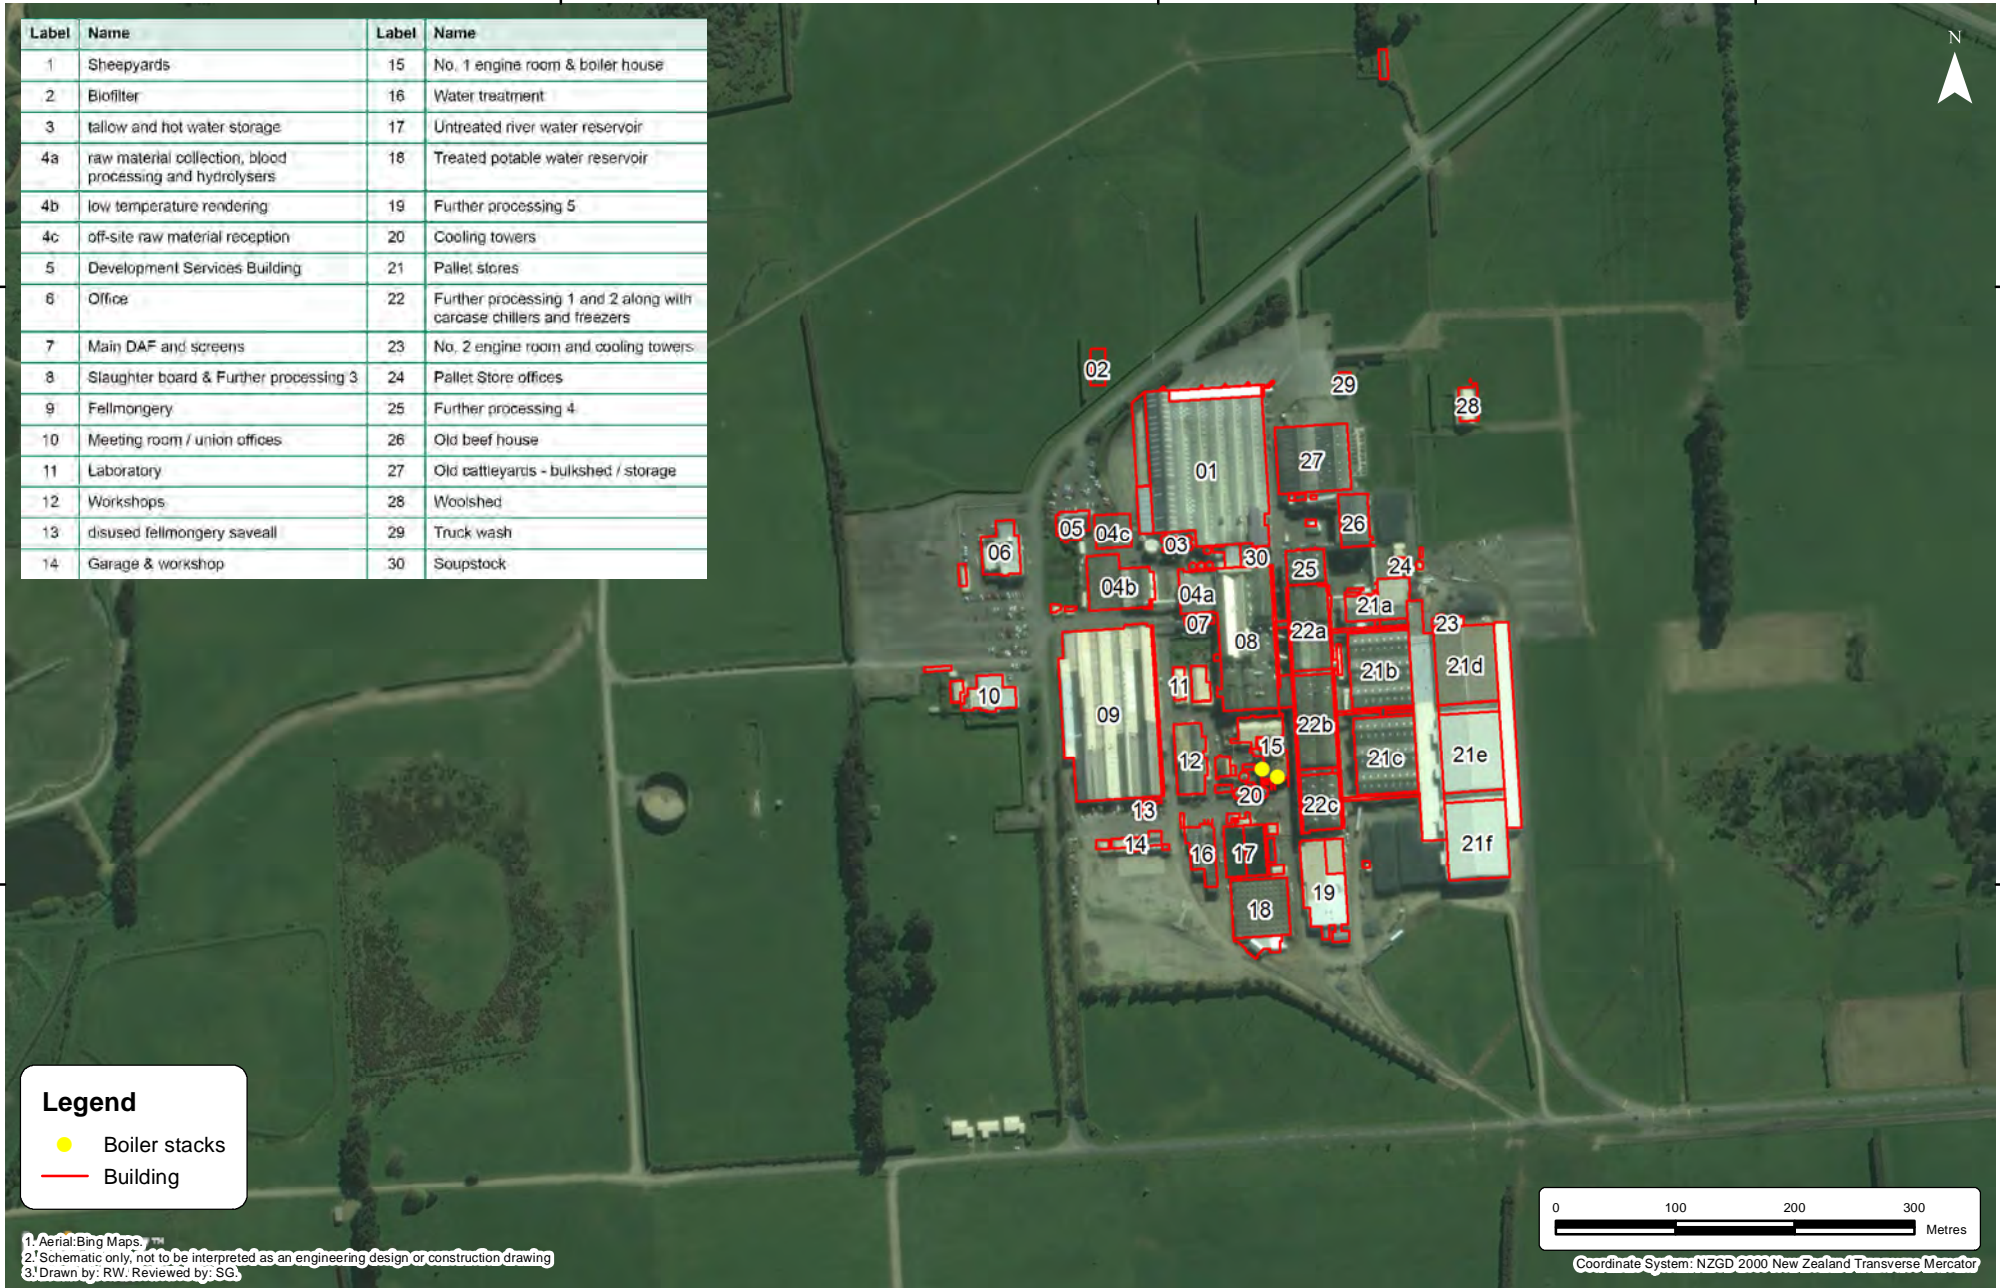 Label Name Label Name
1 Sheepyards 15 No. 1 engine room & boiler house
2 Biofilter 16 Water treatment
3 tallow and hot water storage 17 Untreated river water reservoir
4a raw material collection, blood processing and hydrolysers 18 Treated potable water reservoir
4b low temperature rendering 19 Further processing 5
4c off-site raw material reception 20 Cooling towers
5 Development Services Building 21 Pallet stores
6 Office 22 Further processing 1 and 2 along with carcase chillers and freezers
7 Main DAF and screens 23 No. 2 engine room and cooling towers
8 Slaughter board & Further processing 3 24 Pallet Store offices
9 Fellmongery 25 Further processing 4
10 Meeting room / union offices 26 Old beef house
11 Laboratory 27 Old cattleyards - bulkshed / storage
12 Workshops 28 Woolshed
13 disused fellmongery saveall 29 Truck wash
14 Garage & workshop 30 Soupstock
N
02
29
28
01
27
26
05
04c
03
06
30
25
24
04b
04a
21a
07
23
22a
08
21b
21d
11
10
09
22b
15
21e
12
21c
20
22c
13
14
16
17
21f
19
18
Legend
Boiler stacks
Building
1. Aerial:Bing Maps.
2. Schematic only, not to be interpreted as an engineering design or construction drawing
3. Drawn by: RW. Reviewed by: SG.
0 100 200 300
Metres
Coordinate System: NZGD 2000 New Zealand Transverse Mercator